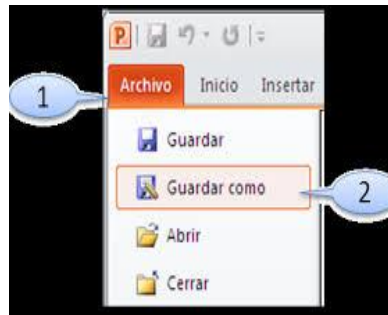 P
Archivo Inicio Insertar
1
Guardar
Guardar como
2
Abrir
Cerrar